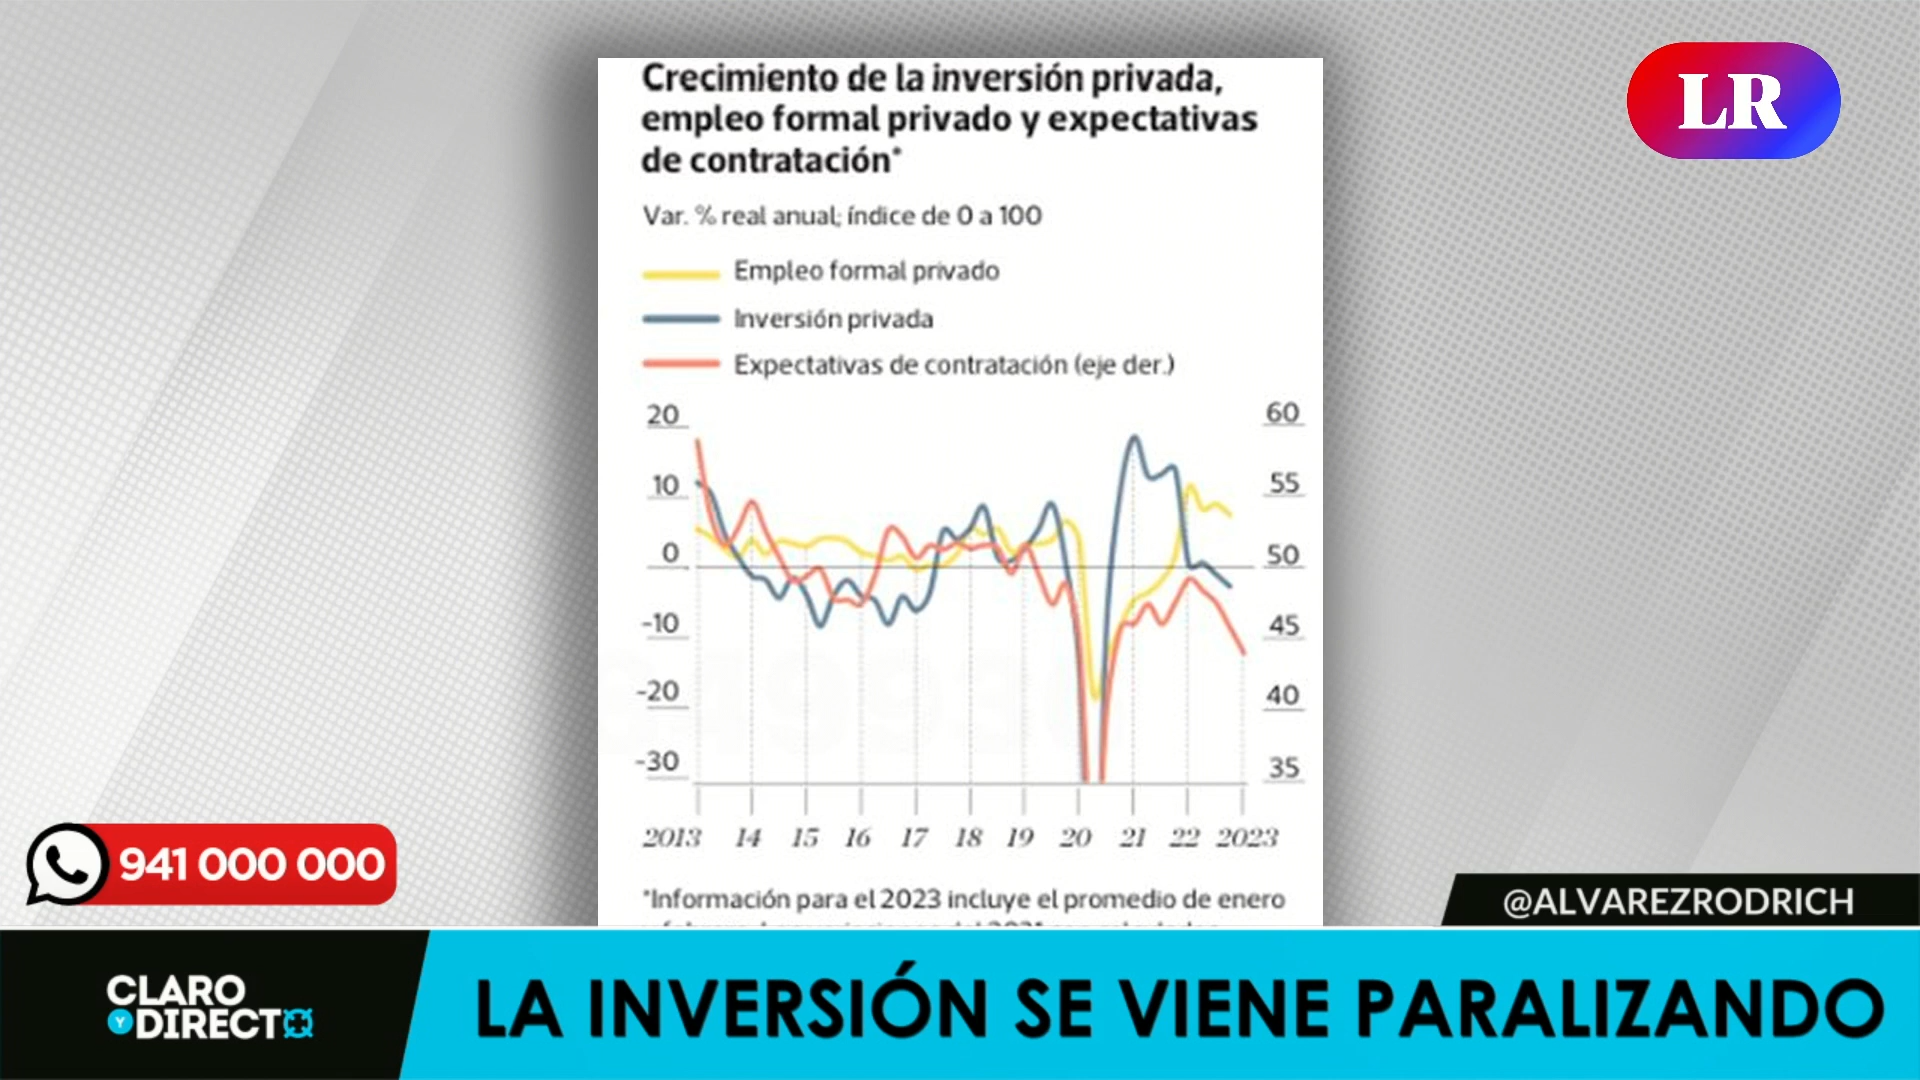 Crecimiento de la inversión privada,
empleo formal privado y expectativas
de contratación*
Var. % real anual; índice de 0 a 100
Empleo formal privado
Inversión privada
Expectativas de contratación (eje der.)
20 60
10 55
0 50
-10 45
-20 40
-30 35
2013 14 15 16 17 18 19 20 21 22 2023
*Información para el 2023 incluye el promedio de enero
LR
941 000 000
@ALVAREZRODRICH
CLARO
Y DIRECTO
LA INVERSIÓN SE VIENE PARALIZANDO